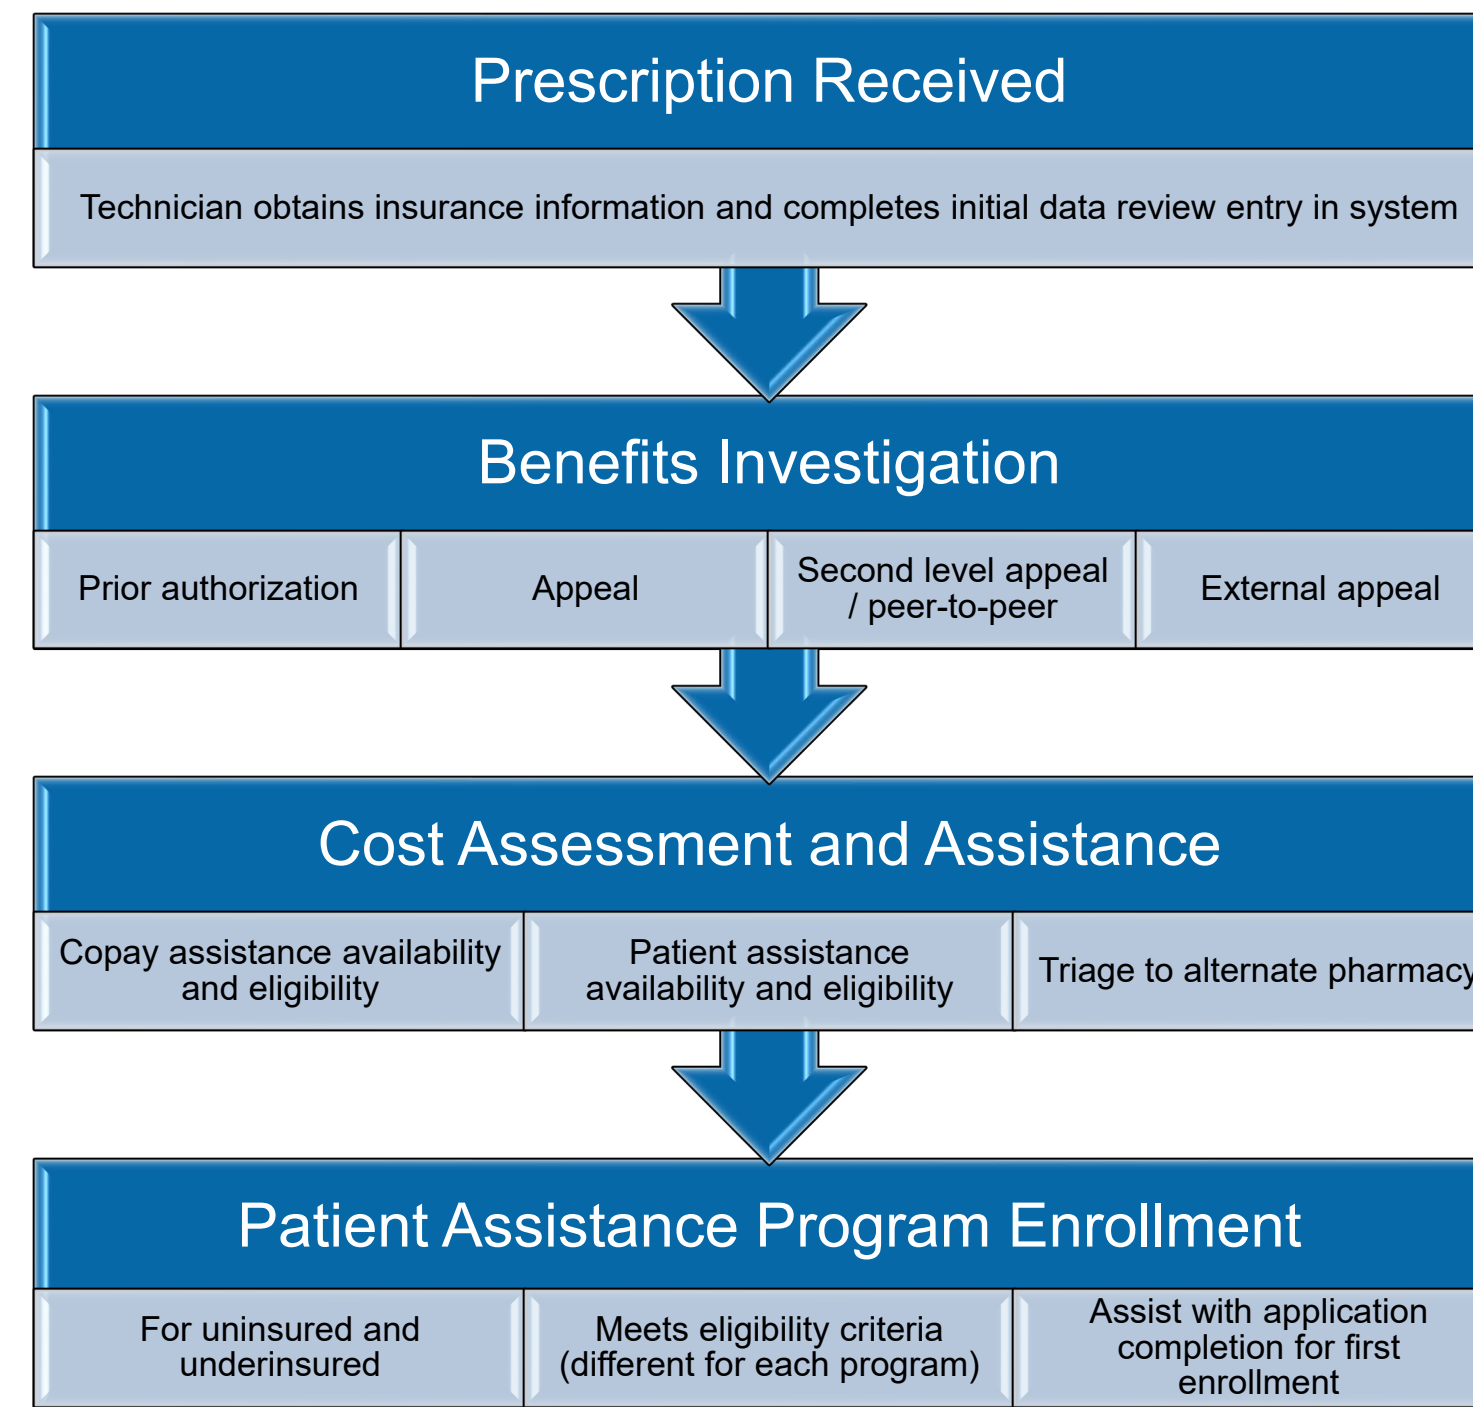 Prescription Received
Technician obtains insurance information and completes initial data review entry in system
Benefits Investigation
Prior authorization
Appeal
Second level appeal
/ peer-to-peer
External appeal
Cost Assessment and Assistance
Copay assistance availability
and eligibility
Patient assistance
availability and eligibility
Triage to alternate pharmacy
Patient Assistance Program Enrollment
For uninsured and
underinsured
Meets eligibility criteria
(different for each program)
Assist with application
completion for first
enrollment